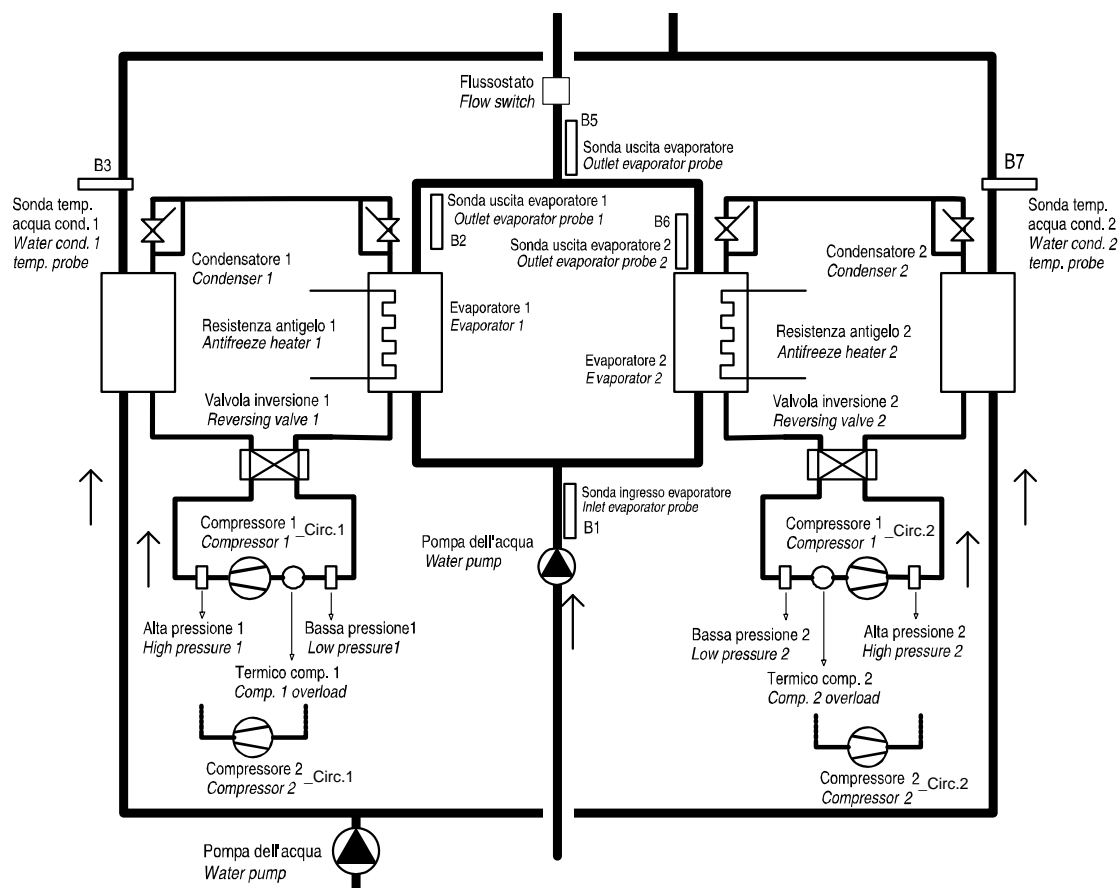 Flussostato
Flow switch
B5
Sonda uscita evaporatore
Outlet evaporator probe
B3
B7
Sonda temp.
acqua cond. 1
Water cond. 1
temp. probe
Sonda uscita evaporatore 1
Outlet evaporator probe 1
B2
B6
Sonda uscita evaporatore 2
Outlet evaporator probe 2
Sonda temp.
acqua cond. 2
Water cond. 2
temp. probe
Condensatore 1
Condenser 1
Condensatore 2
Condenser 2
Resistenza antigelo 1
Antifreeze heater 1
Evaporatore 1
Evaporator 1
Evaporatore 2
Evaporator 2
Resistenza antigelo 2
Antifreeze heater 2
Valvola inversione 1
Reversing valve 1
Valvola inversione 2
Reversing valve 2
Sonda ingresso evaporatore
Inlet evaporator probe
B1
Compressore 1
Compressor 1
_Circ.1
Pompa dell'acqua
Water pump
Compressore 1
Compressor 1
_Circ.2
Alta pressione 1
High pressure 1
Bassa pressione1
Low pressure1
Bassa pressione 2
Low pressure 2
Alta pressione 2
High pressure 2
Termico comp. 1
Comp. 1 overload
Termico comp. 2
Comp. 2 overload
Compressore 2
Compressor 2
_Circ.1
Compressore 2
Compressor 2
_Circ.2
Pompa dell'acqua
Water pump